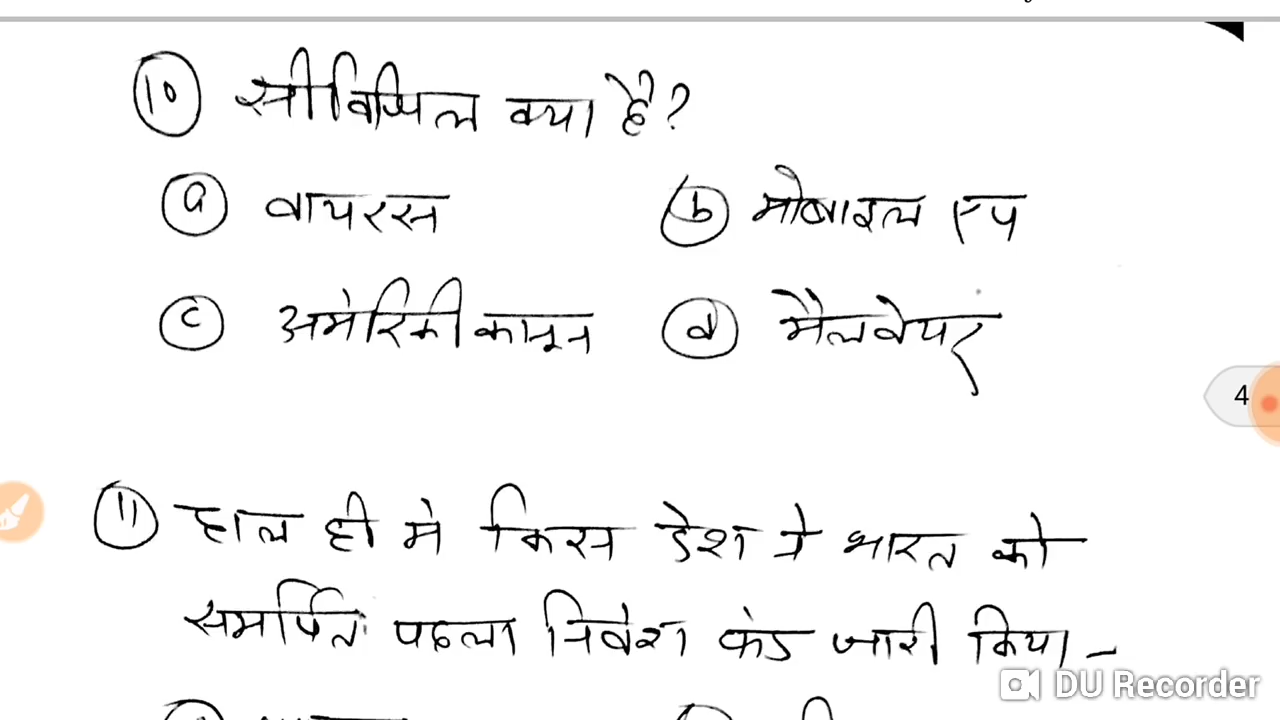 10 सीविजिल क्या है?
a वायरस b मोबाइल एप
c अमेरिकी कानून d मैलवेयर
4
11 हाल ही मे किस देश ने भारत को
समर्पित पहला निवेश फंड जारी किया -
DU Recorder